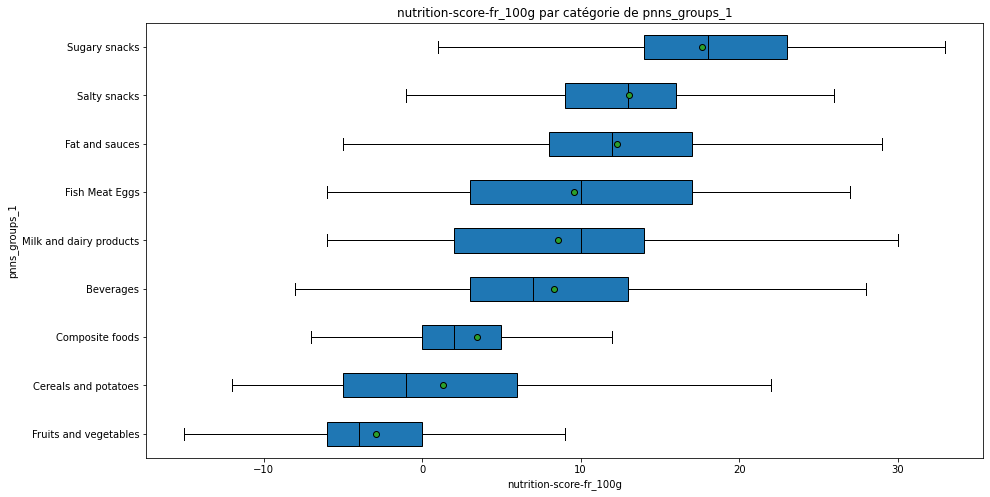 nutrition-score-fr_100g par catégorie de pnns_groups_1
Sugary snacks
Salty snacks
Fat and sauces
Fish Meat Eggs
Milk and dairy products
Beverages
Composite foods
Cereals and potatoes
Fruits and vegetables
pnns_groups_1
−10 0 10 20 30
nutrition-score-fr_100g